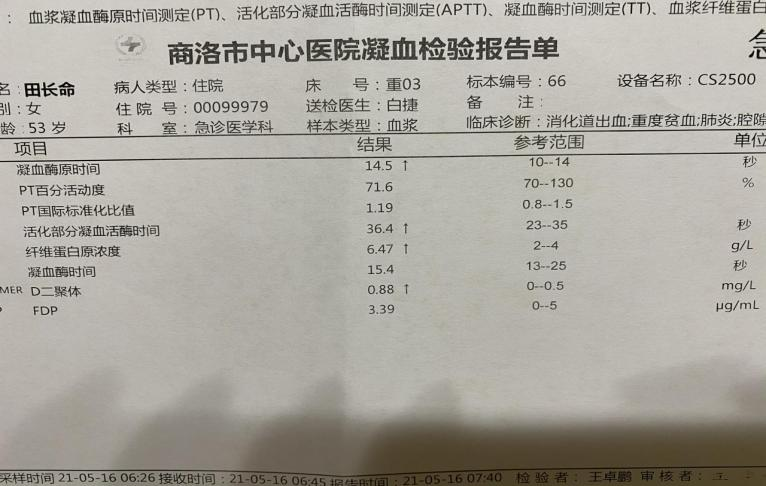 ：血浆凝血酶原时间测定(PT)、活化部分凝血活酶时间测定(APTT)、凝血酶时间测定(TT)、血浆纤维蛋白
商洛市中心医院凝血检验报告单 急
名：田长命 病人类型：住院 床 号：重03 标本编号：66 设备名称：CS2500
别：女 住 院 号：00099979 送检医生：白捷 备 注：
龄：53 岁 科 室：急诊医学科 样本类型：血浆 临床诊断：消化道出血;重度贫血;肺炎;腔隙
项目 结果 参考范围 单位
凝血酶原时间 14.5 ↑ 10--14 秒
PT百分活动度 71.6 70--130 %
PT国际标准化比值 1.19 0.8--1.5
活化部分凝血活酶时间 36.4 ↑ 23--35 秒
纤维蛋白原浓度 6.47 ↑ 2--4 g/L
凝血酶时间 15.4 13--25 秒
MER D二聚体 0.88 ↑ 0--0.5 mg/L
FDP 3.39 0--5 μg/mL
采样时间 21-05-16 06:26 接收时间：21-05-16 06:45 报告时间：21-05-16 07:40 检 验 者： 王卓鹏 审 核 者：